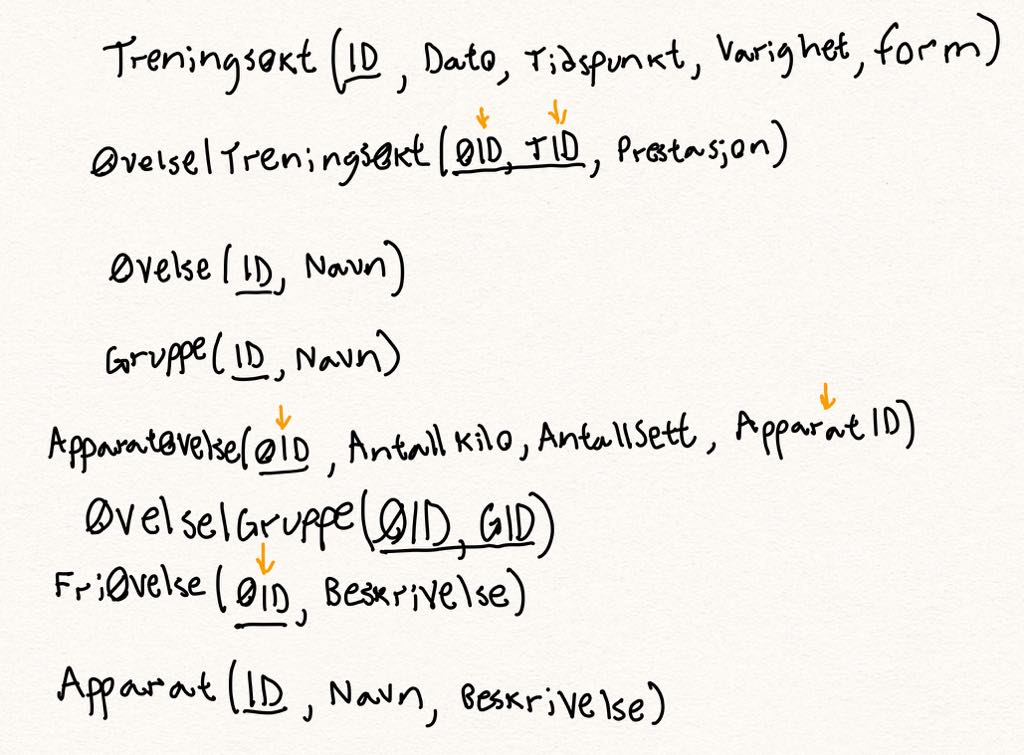 Treningsøkt (ID, Dato, Tidspunkt, Varighet, form)
ØvelseITreningsøkt (ØID, TID, Prestasjon)
Øvelse (ID, Navn)
Gruppe (ID, Navn)
ApparatØvelse (ØID, Antall Kilo, AntallSett, ApparatID)
ØvelseIGruppe (ØID, GID)
FriØvelse (ØID, Beskrivelse)
Apparat (ID, Navn, Beskrivelse)